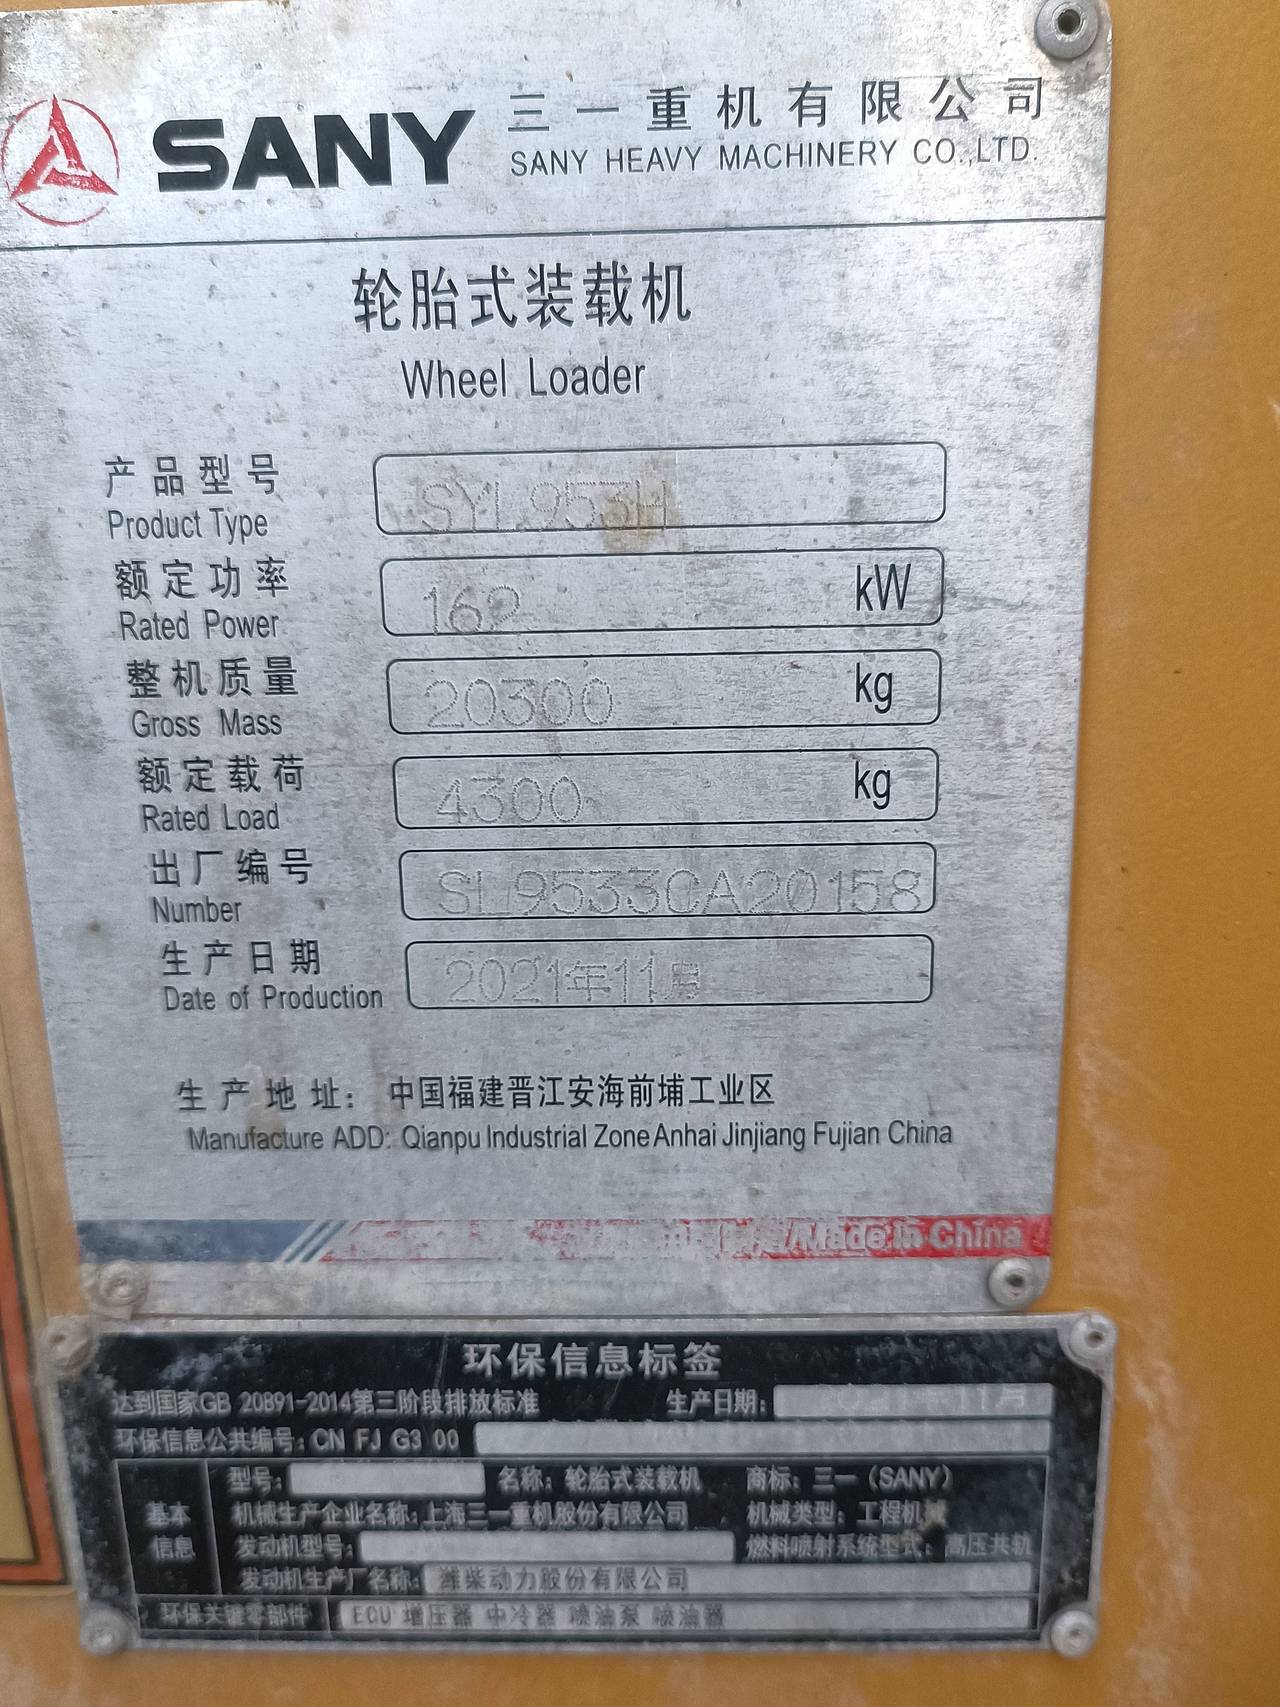 SANY 三一重机有限公司
SANY HEAVY MACHINERY CO.,LTD.
轮胎式装载机
Wheel Loader
产品型号 SYL953H
Product Type
额定功率 162 kW
Rated Power
整机质量 20300 kg
Gross Mass
额定载荷 4300 kg
Rated Load
出厂编号 SL9533CA20158
Number
生产日期 2021年11月
Date of Production
生产地址: 中国福建晋江安海前埔工业区
Manufacture ADD: Qianpu Industrial Zone Anhai Jinjiang Fujian China
/Made in China
环保信息标签
达到国家GB 20891-2014第三阶段排放标准 生产日期: 11月
环保信息公共编号: CN FJ G3 00
型号: 名称: 轮胎式装载机 商标: 三一（SANY）
基本 机械生产企业名称: 上海三一重机股份有限公司 机械类型: 工程机械
信息 发动机型号: 燃料喷射系统型式: 高压共轨
发动机生产厂名称: 潍柴动力股份有限公司
环保关键零部件 ECU 增压器 中冷器 喷油泵 喷油器